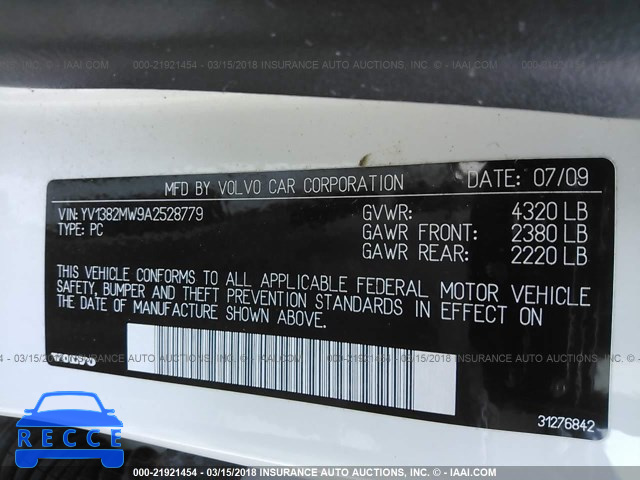 000-21921454 - 03/15/2018 INSURANCE AUTO AUCTIONS, INC. © - IAAI.COM
MFD BY VOLVO CAR CORPORATION DATE: 07/09
VIN: YV1382MW9A2528779 GVWR: 4320 LB
TYPE: PC GAWR FRONT: 2380 LB
GAWR REAR: 2220 LB
THIS VEHICLE CONFORMS TO ALL APPLICABLE FEDERAL MOTOR VEHICLE
SAFETY, BUMPER AND THEFT PREVENTION STANDARDS IN EFFECT ON
THE DATE OF MANUFACTURE SHOWN ABOVE.
31276842
RECCE
000-21921454 - 03/15/2018 INSURANCE AUTO AUCTIONS, INC. © - IAAI.COM